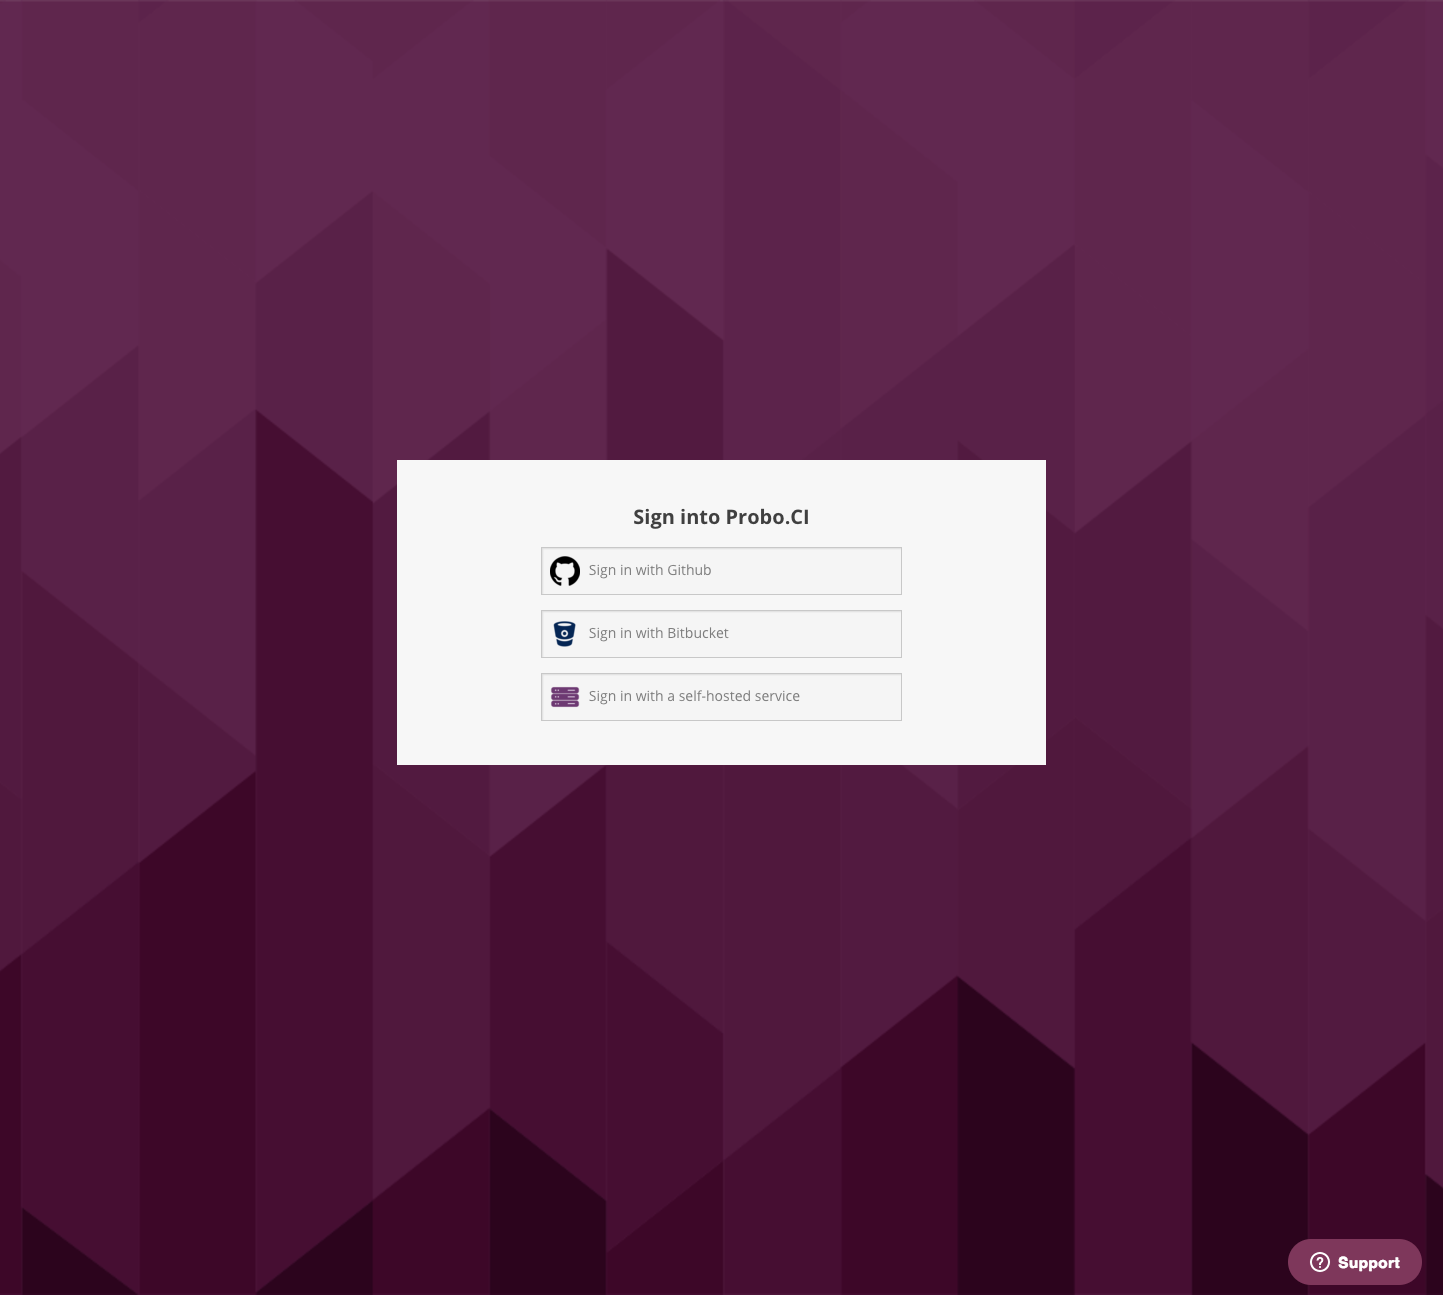 Sign into Probo.CI
Sign in with Github
Sign in with Bitbucket
Sign in with a self-hosted service
Support